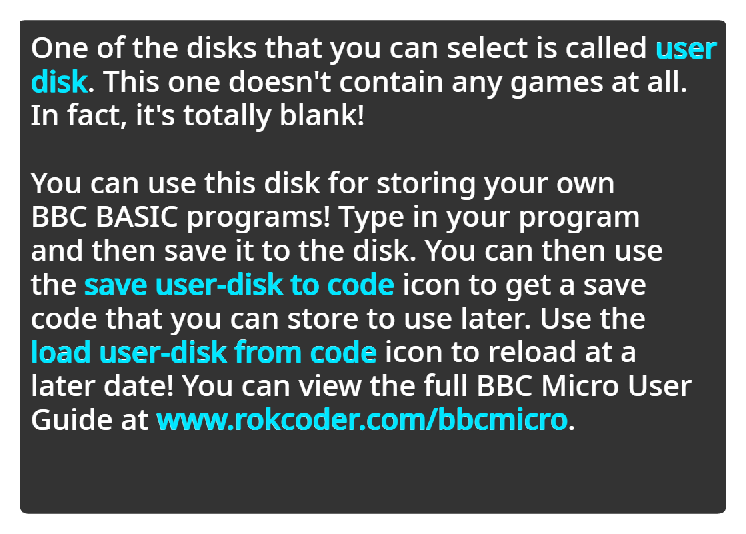 One of the disks that you can select is called user
disk. This one doesn't contain any games at all.
In fact, it's totally blank!
You can use this disk for storing your own
BBC BASIC programs! Type in your program
and then save it to the disk. You can then use
the save user-disk to code icon to get a save
code that you can store to use later. Use the
load user-disk from code icon to reload at a
later date! You can view the full BBC Micro User
Guide at www.rokcoder.com/bbcmicro.